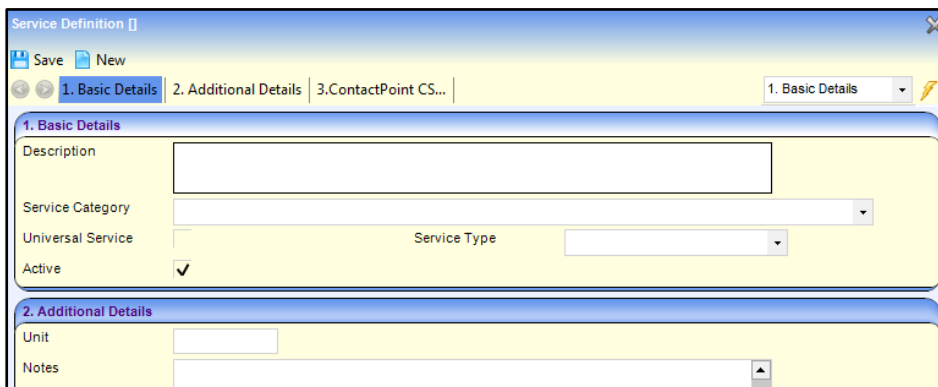 Service Definition []
Save New
1. Basic Details 2. Additional Details 3.ContactPoint CS... 1. Basic Details
1. Basic Details
Description
Service Category
Universal Service Service Type
Active
2. Additional Details
Unit
Notes